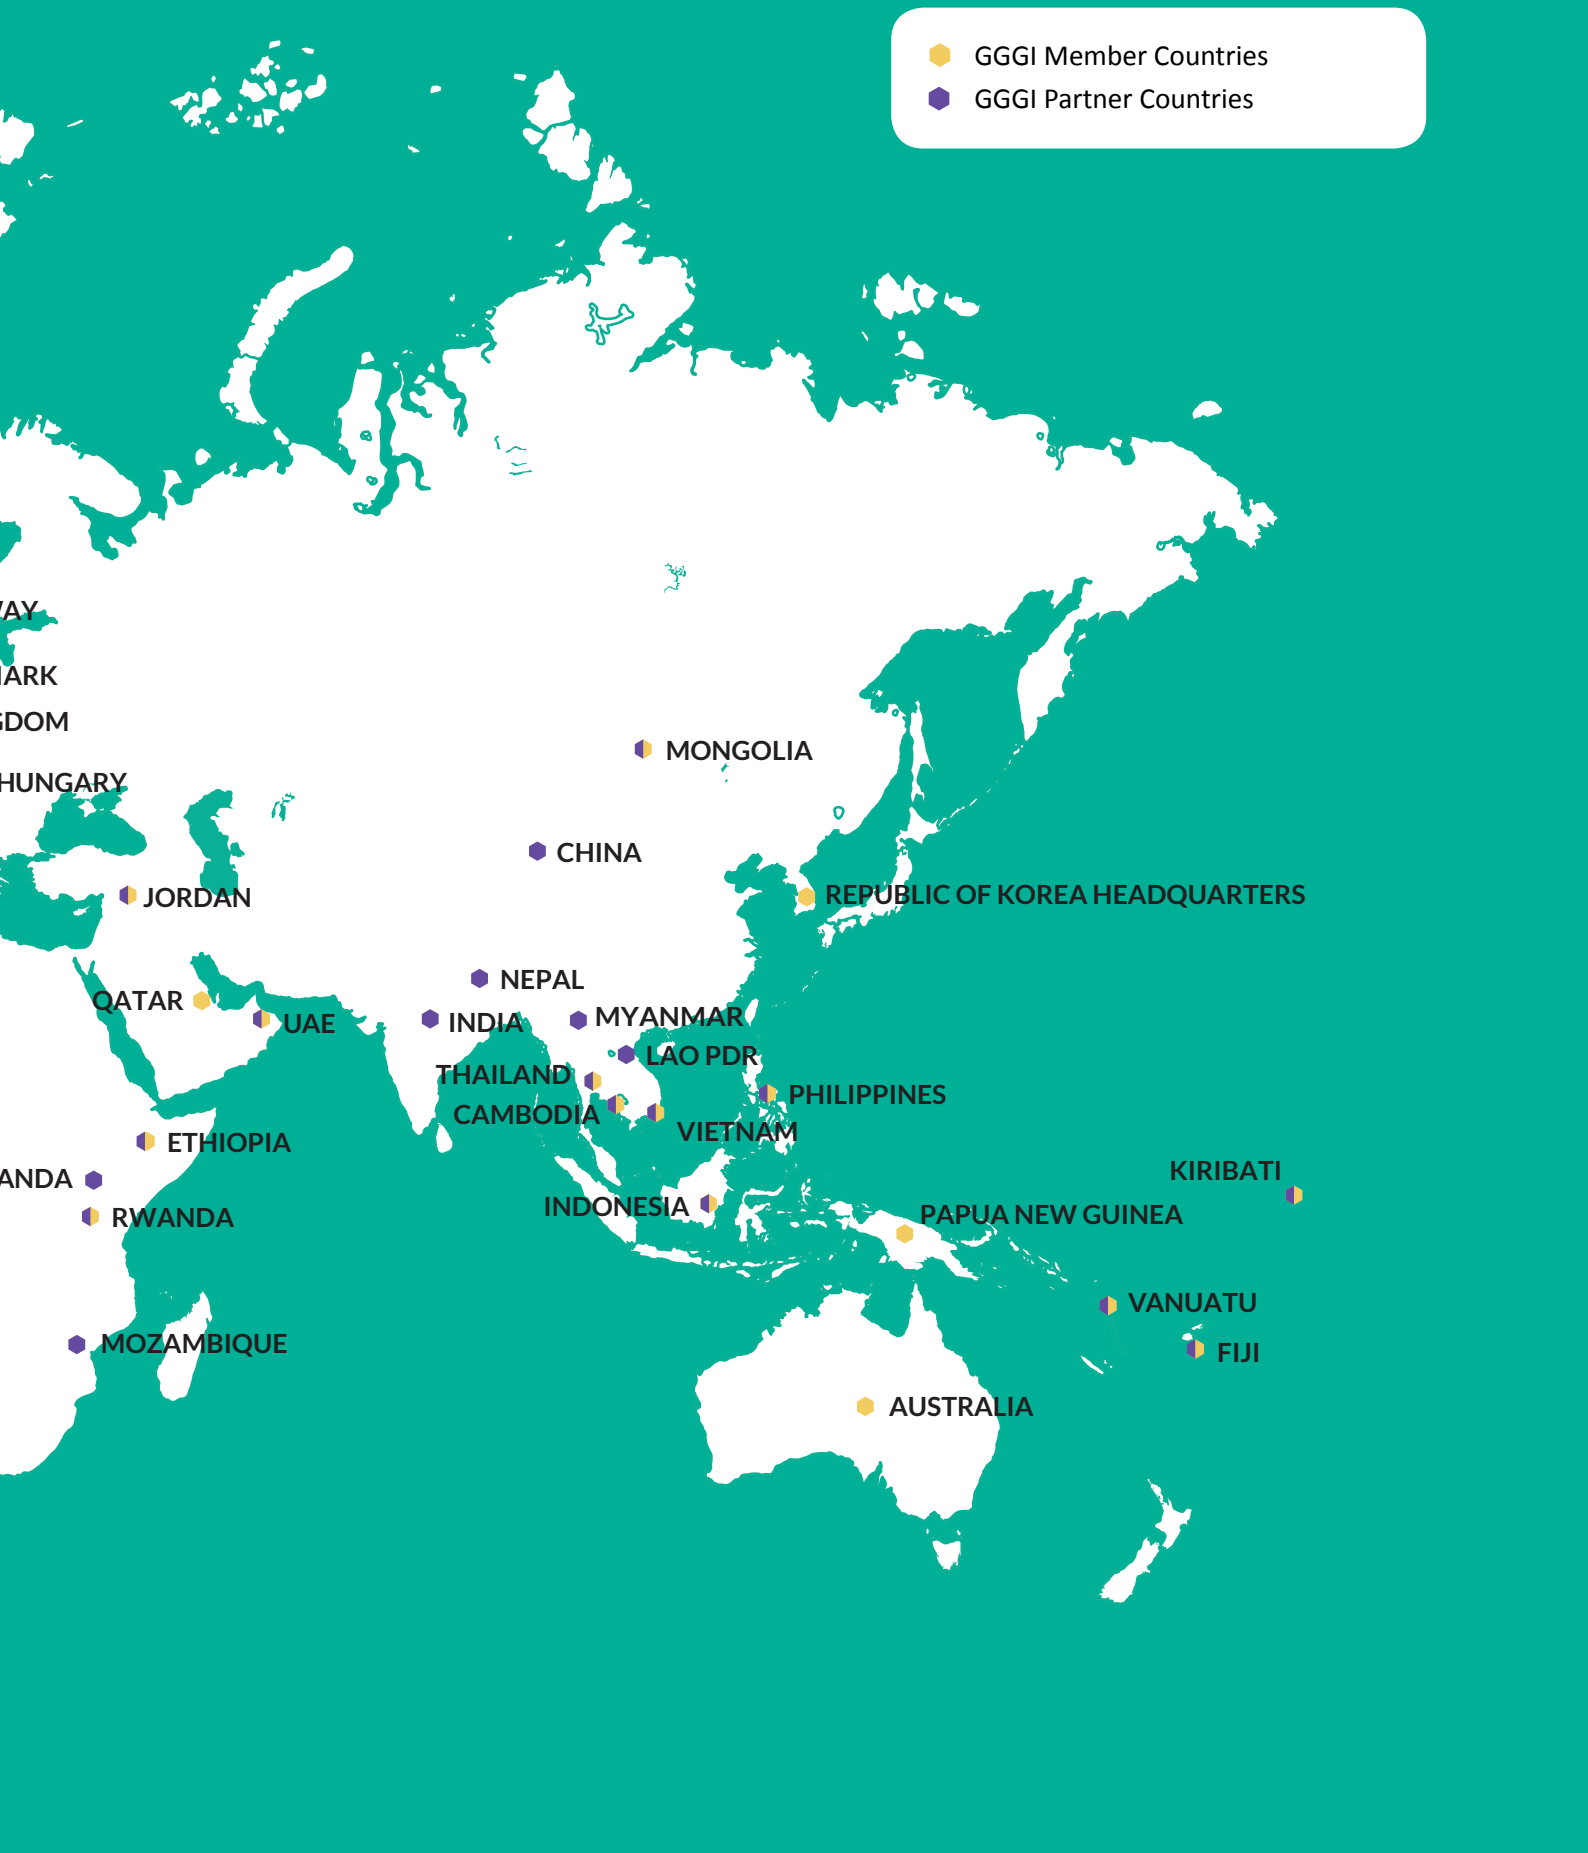 GGGI Member Countries
GGGI Partner Countries
WAY
MARK
GDOM
HUNGARY
MONGOLIA
CHINA
JORDAN
REPUBLIC OF KOREA HEADQUARTERS
NEPAL
QATAR
UAE
INDIA
MYANMAR
LAO PDR
THAILAND
CAMBODIA
PHILIPPINES
VIETNAM
ETHIOPIA
ANDA
KIRIBATI
RWANDA
INDONESIA
PAPUA NEW GUINEA
VANUATU
MOZAMBIQUE
FIJI
AUSTRALIA